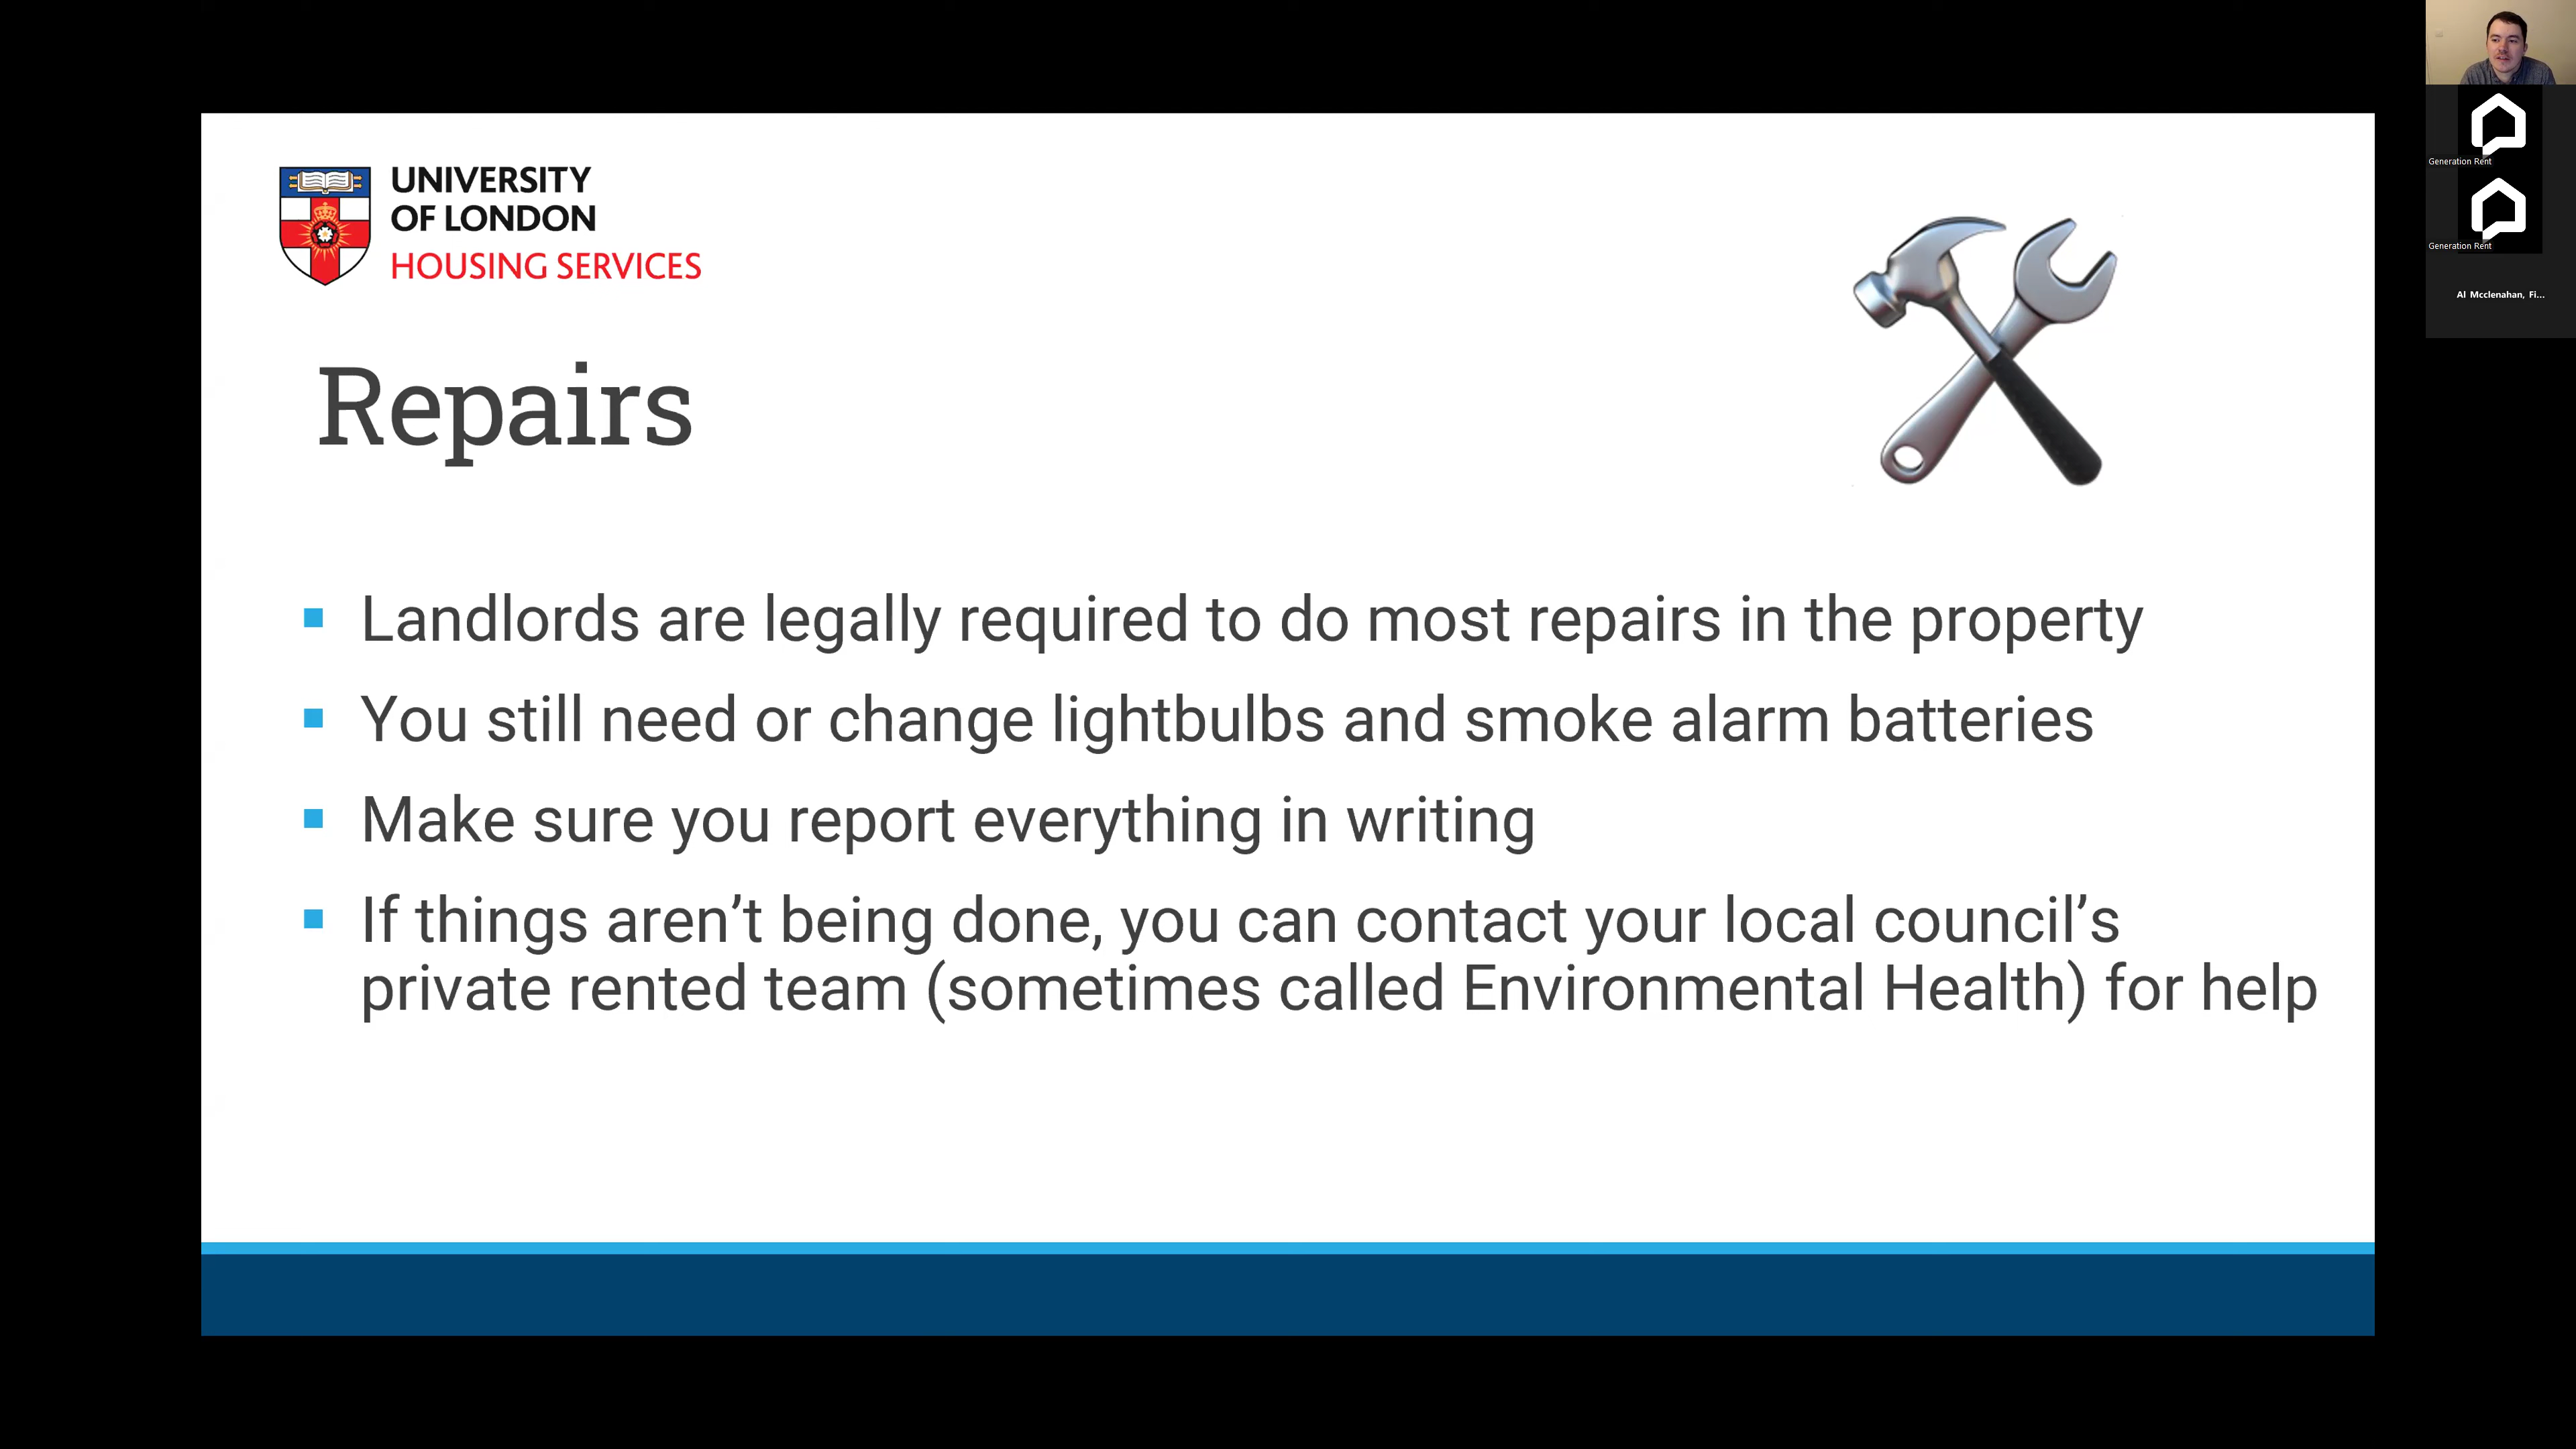 UNIVERSITY
OF LONDON
HOUSING SERVICES
Repairs
Landlords are legally required to do most repairs in the property
You still need or change lightbulbs and smoke alarm batteries
Make sure you report everything in writing
If things aren’t being done, you can contact your local council’s
private rented team (sometimes called Environmental Health) for help
Generation Rent
Generation Rent
Al Mcclenahan, Fi...